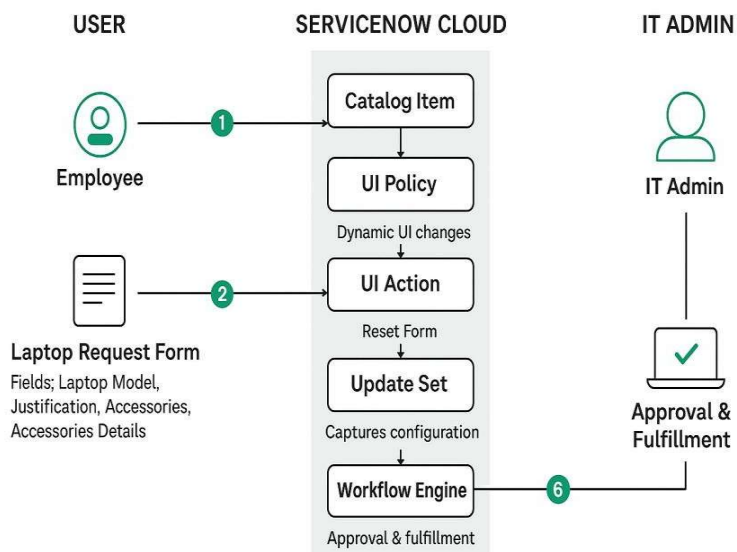 USER
SERVICENOW CLOUD
IT ADMIN
1
Catalog Item
Employee
IT Admin
UI Policy
Dynamic UI changes
2
UI Action
Reset Form
Laptop Request Form
Fields; Laptop Model,
Justification, Accessories,
Accessories Details
Update Set
Captures configuration
Approval &
Fulfillment
Workflow Engine
6
Approval & fulfillment